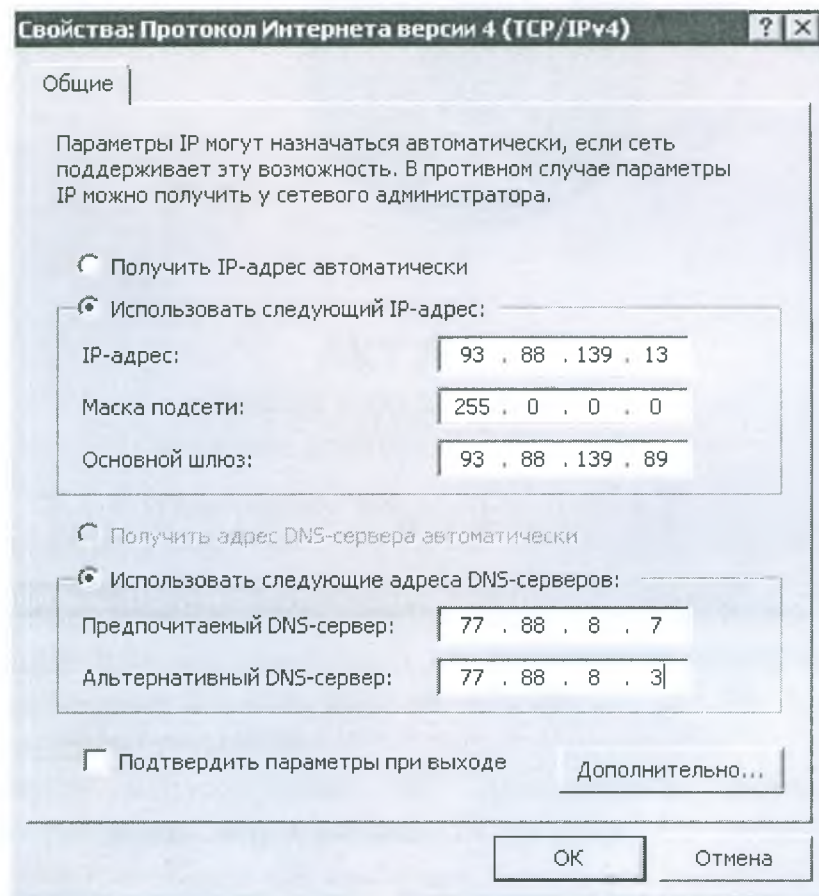 Свойства: Протокол Интернета версии 4 (TCP/IPv4)
? ×
Общие
Параметры IP могут назначаться автоматически, если сеть
поддерживает эту возможность. В противном случае параметры
IP можно получить у сетевого администратора.
Получить IP-адрес автоматически
Использовать следующий IP-адрес:
IP-адрес: 93 . 88 . 139 . 13
Маска подсети: 255 . 0 . 0 . 0
Основной шлюз: 93 . 88 . 139 . 89
Получить адрес DNS-сервера автоматически
Использовать следующие адреса DNS-серверов:
Предпочитаемый DNS-сервер: 77 . 88 . 8 . 7
Альтернативный DNS-сервер: 77 . 88 . 8 . 3
Подтвердить параметры при выходе
Дополнительно...
ОК Отмена